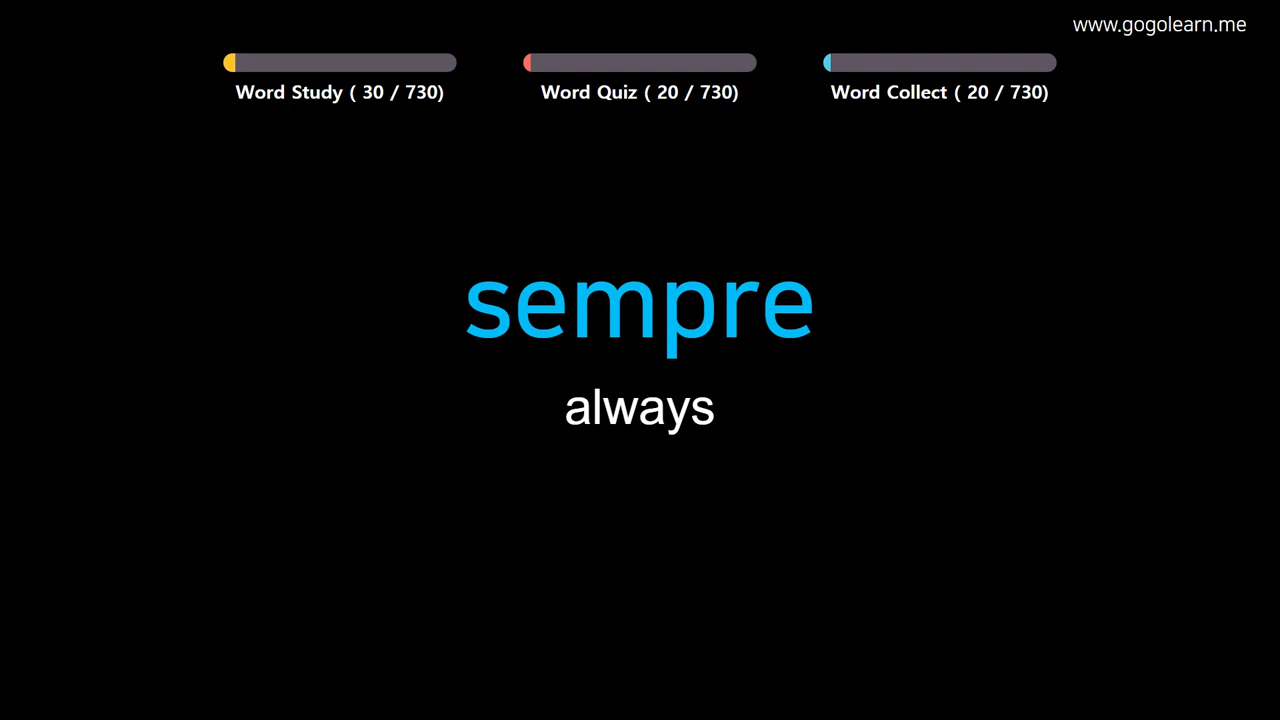 www.gogolearn.me
Word Study ( 30 / 730)
Word Quiz ( 20 / 730)
Word Collect ( 20 / 730)
sempre
always